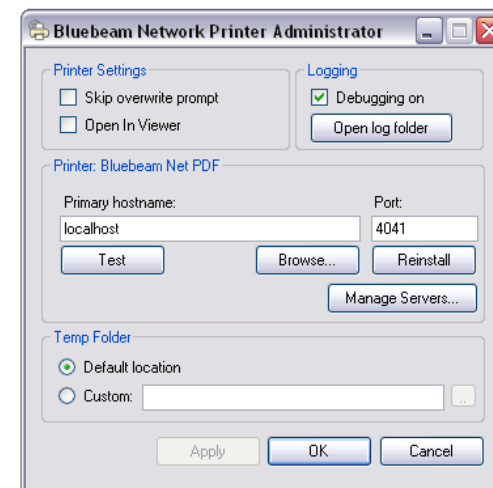 Bluebeam Network Printer Administrator
Printer Settings
Skip overwrite prompt
Open In Viewer
Logging
Debugging on
Open log folder
Printer: Bluebeam Net PDF
Primary hostname: Port:
localhost 4041
Test Browse... Reinstall
Manage Servers...
Temp Folder
Default location
Custom: ..
Apply OK Cancel